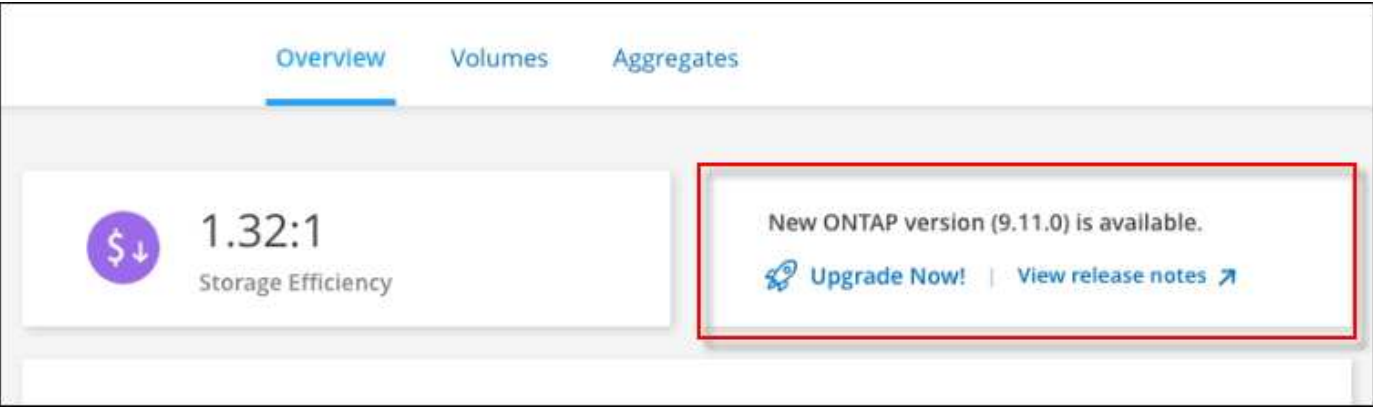 Overview Volumes Aggregates
1.32:1
Storage Efficiency
New ONTAP version (9.11.0) is available.
Upgrade Now! | View release notes